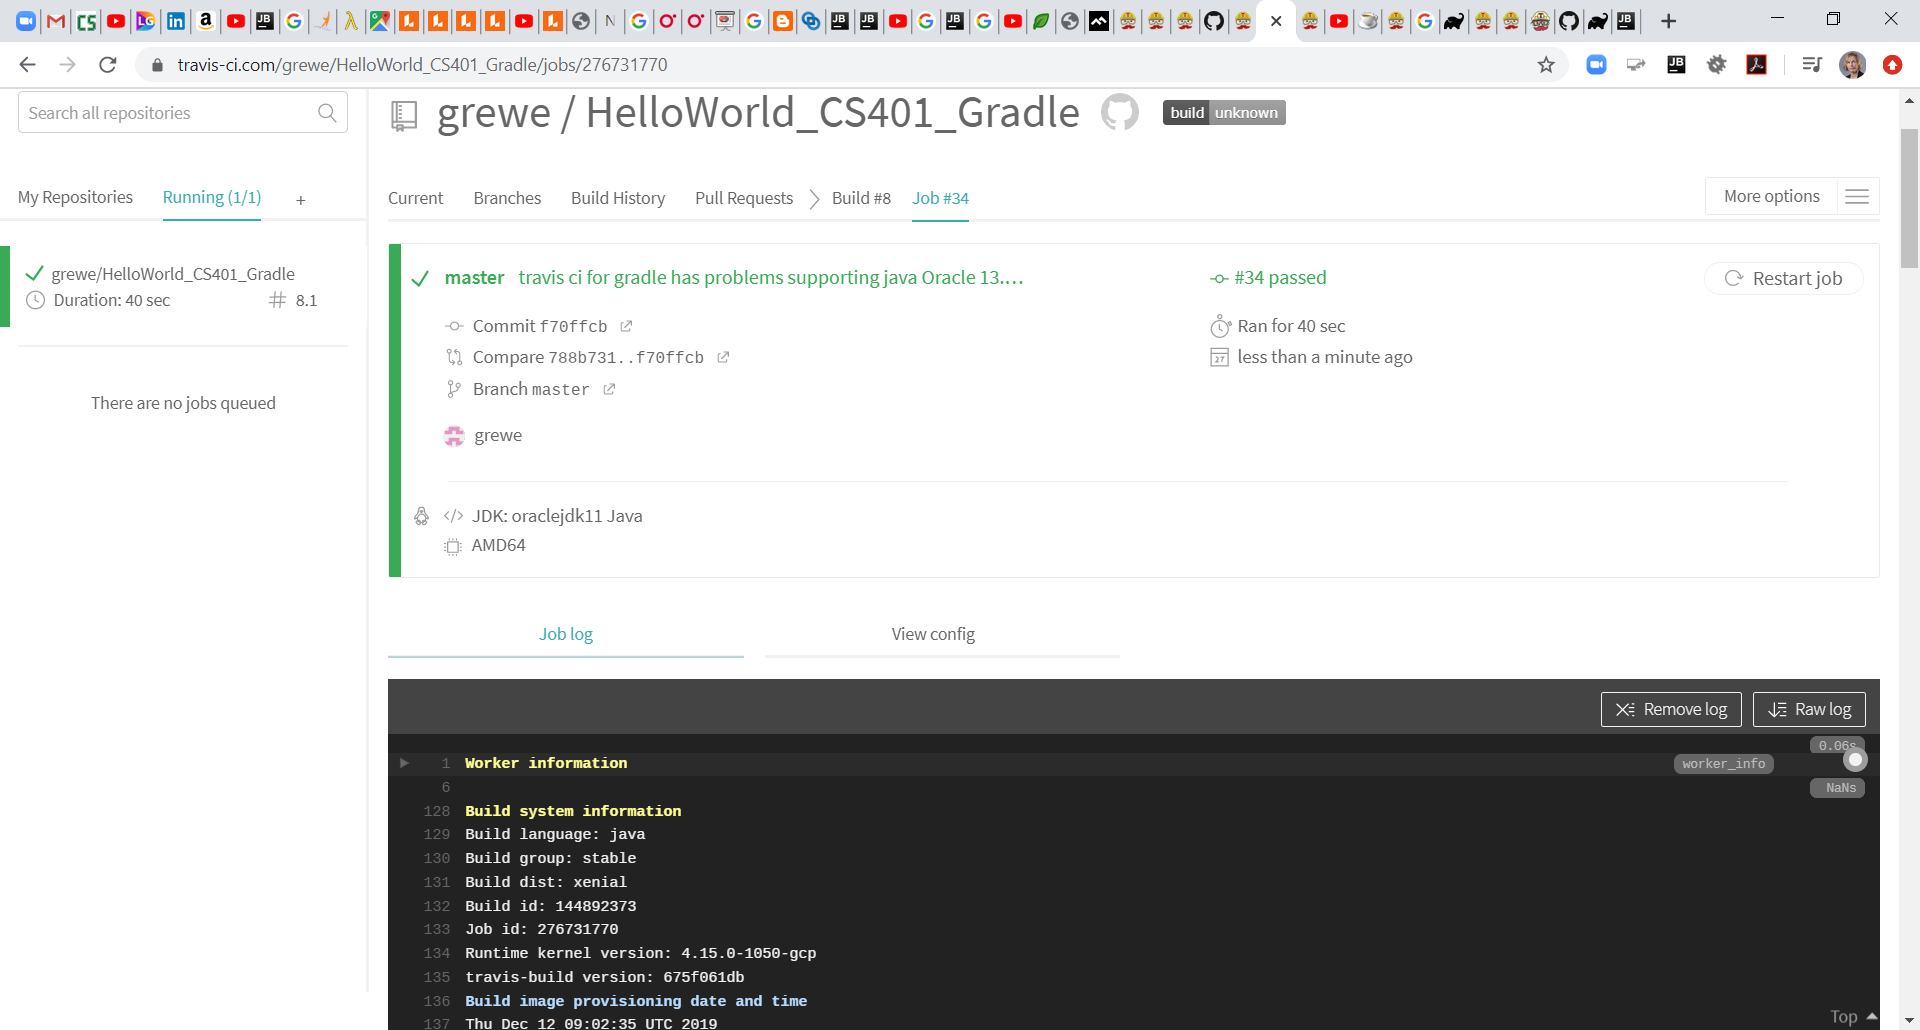 travis-ci.com/grewe/HelloWorld_CS401_Gradle/jobs/276731770
Search all repositories
grewe / HelloWorld_CS401_Gradle
build unknown
My Repositories Running (1/1) +
Current Branches Build History Pull Requests Build #8 Job #34
More options
grewe/HelloWorld_CS401_Gradle
Duration: 40 sec # 8.1
There are no jobs queued
master travis ci for gradle has problems supporting java Oracle 13....
#34 passed
Restart job
Commit f70ffcb
Ran for 40 sec
Compare 788b731..f70ffcb
27 less than a minute ago
Branch master
grewe
</> JDK: oraclejdk11 Java
AMD64
Job log View config
Remove log Raw log
0.06s
1 Worker information worker_info
6 NaNs
128 Build system information
129 Build language: java
130 Build group: stable
131 Build dist: xenial
132 Build id: 144892373
133 Job id: 276731770
134 Runtime kernel version: 4.15.0-1050-gcp
135 travis-build version: 675f061db
136 Build image provisioning date and time
137 Thu Dec 12 09:02:35 UTC 2019
Top